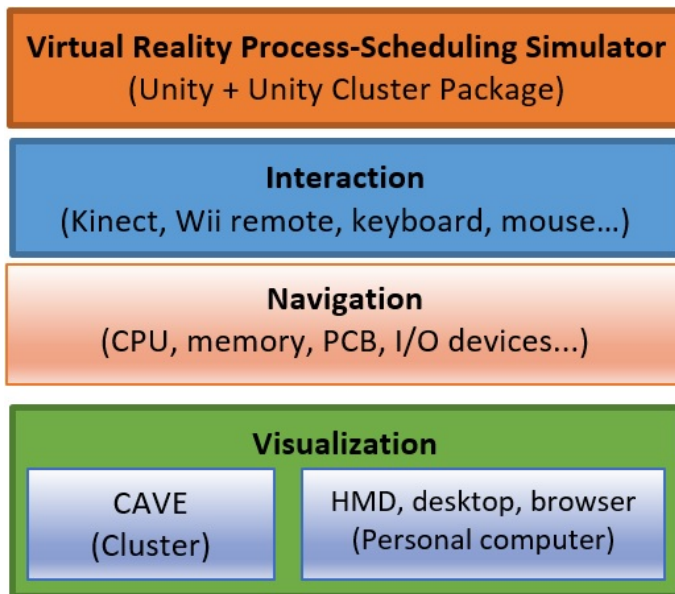 Virtual Reality Process-Scheduling Simulator
(Unity + Unity Cluster Package)
Interaction
(Kinect, Wii remote, keyboard, mouse…)
Navigation
(CPU, memory, PCB, I/O devices...)
Visualization
CAVE
(Cluster)
HMD, desktop, browser
(Personal computer)